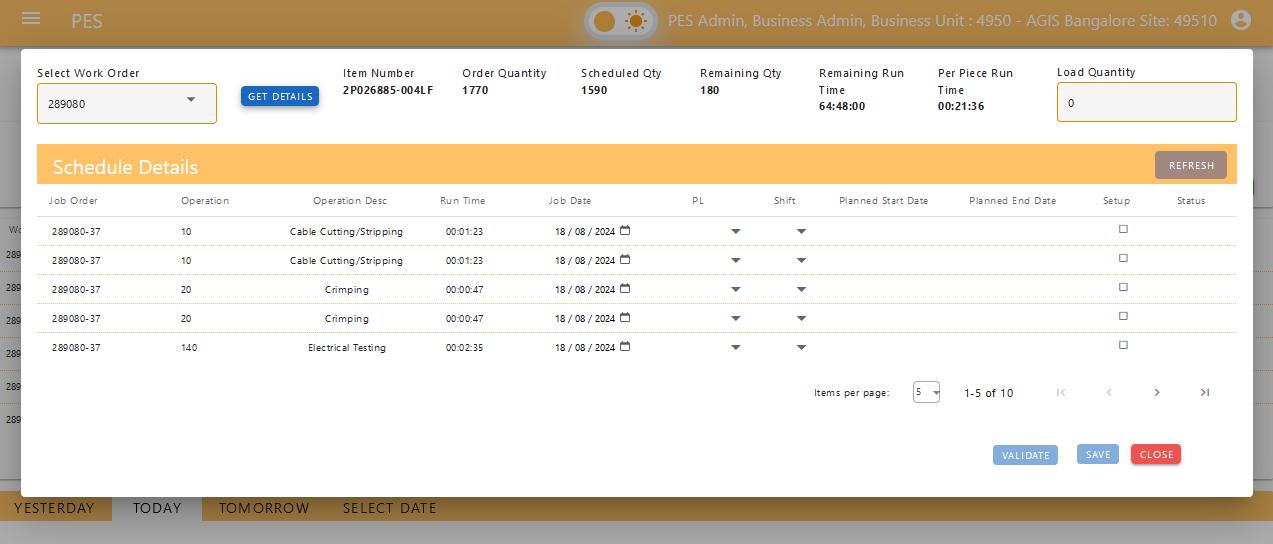 PES
PES Admin, Business Admin, Business Unit : 4950 - AGIS Bangalore Site: 49510
Select Work Order
289080
GET DETAILS
Item Number
2P026885-004LF
Order Quantity
1770
Scheduled Qty
1590
Remaining Qty
180
Remaining Run
Time
64:48:00
Per Piece Run
Time
00:21:36
Load Quantity
0
Schedule Details
REFRESH
Job Order Operation Operation Desc Run Time Job Date PL Shift Planned Start Date Planned End Date Setup Status
289080-37 10 Cable Cutting/Stripping 00:01:23 18 / 08 / 2024
289080-37 10 Cable Cutting/Stripping 00:01:23 18 / 08 / 2024
289080-37 20 Crimping 00:00:47 18 / 08 / 2024
289080-37 20 Crimping 00:00:47 18 / 08 / 2024
289080-37 140 Electrical Testing 00:02:35 18 / 08 / 2024
Items per page: 5 1-5 of 10
VALIDATE SAVE CLOSE
Wo
289
289
289
289
289
289
YESTERDAY TODAY TOMORROW SELECT DATE